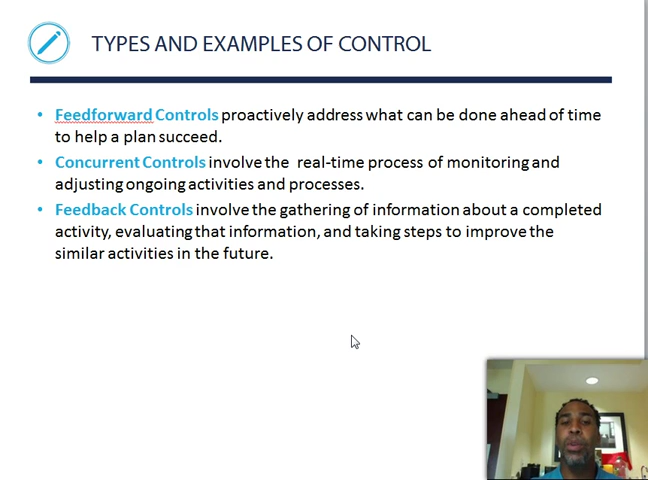 TYPES AND EXAMPLES OF CONTROL
• Feedforward Controls proactively address what can be done ahead of time
to help a plan succeed.
• Concurrent Controls involve the real-time process of monitoring and
adjusting ongoing activities and processes.
• Feedback Controls involve the gathering of information about a completed
activity, evaluating that information, and taking steps to improve the
similar activities in the future.